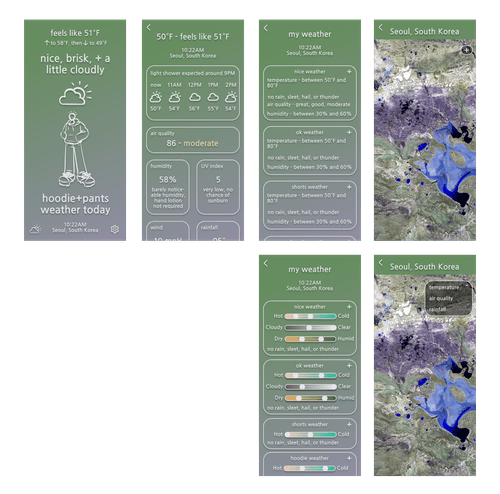 feels like 51°F
↑ to 58°F, then ↓ to 49°F
nice, brisk, + a
little cloudly
hoodie+pants
weather today
10:22AM
Seoul, South Korea
50°F - feels like 51°F
10:22AM
Seoul, South Korea
light shower expected around 9PM
now 11AM 12PM 1PM 2PM
50°F 54°F 56°F 55°F 54°F
air quality
86 - moderate
humidity
58%
barely notice-
able humidity,
hand lotion
not required
UV index
5
very low, no
chance of
sunburn
wind
rainfall
my weather
10:22AM
Seoul, South Korea
nice weather +
temperature - between 50°F and
80°F
no rain, sleet, hail, or thunder
air quality - great, good, moderate
humidity - between 30% and 60%
ok weather +
temperature - between 50°F and
80°F
no rain, sleet, hail, or thunder
humidity - between 30% and 60%
shorts weather +
temperature - between 50°F and
80°F
no rain, sleet, hail, or thunder
humidity - between 30% and 60%
Seoul, South Korea
+
my weather
10:22AM
Seoul, South Korea
nice weather +
Hot Cold
Cloudy Clear
Dry Humid
no rain, sleet, hail, or thunder
ok weather +
Hot Cold
Cloudy Clear
Dry Humid
no rain, sleet, hail, or thunder
shorts weather +
Hot Cold
no rain, sleet, hail, or thunder
hoodie weather +
Hot Cold
Seoul, South Korea
temperature -
air quality
rainfall